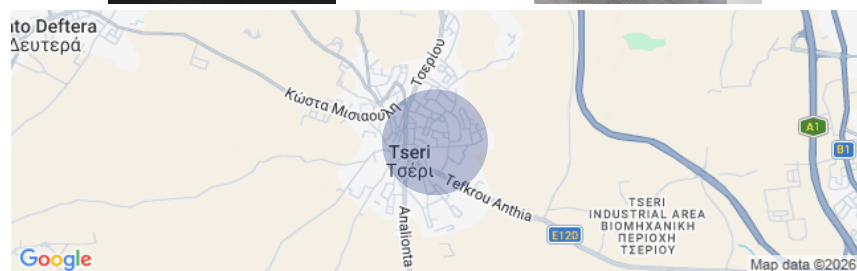 nto Deftera
Δευτερά
Τσερίου
Κώστα Μισιαούλη
Tseri
Τσέρι
Tefkrou Anthia
Analionta
E120
A1
B1
TSERI
INDUSTRIAL AREA
ΒΙΟΜΗΧΑΝΙΚΗ
ΠΕΡΙΟΧΗ
ΤΣΕΡΙΟΥ
Google
Map data ©2026